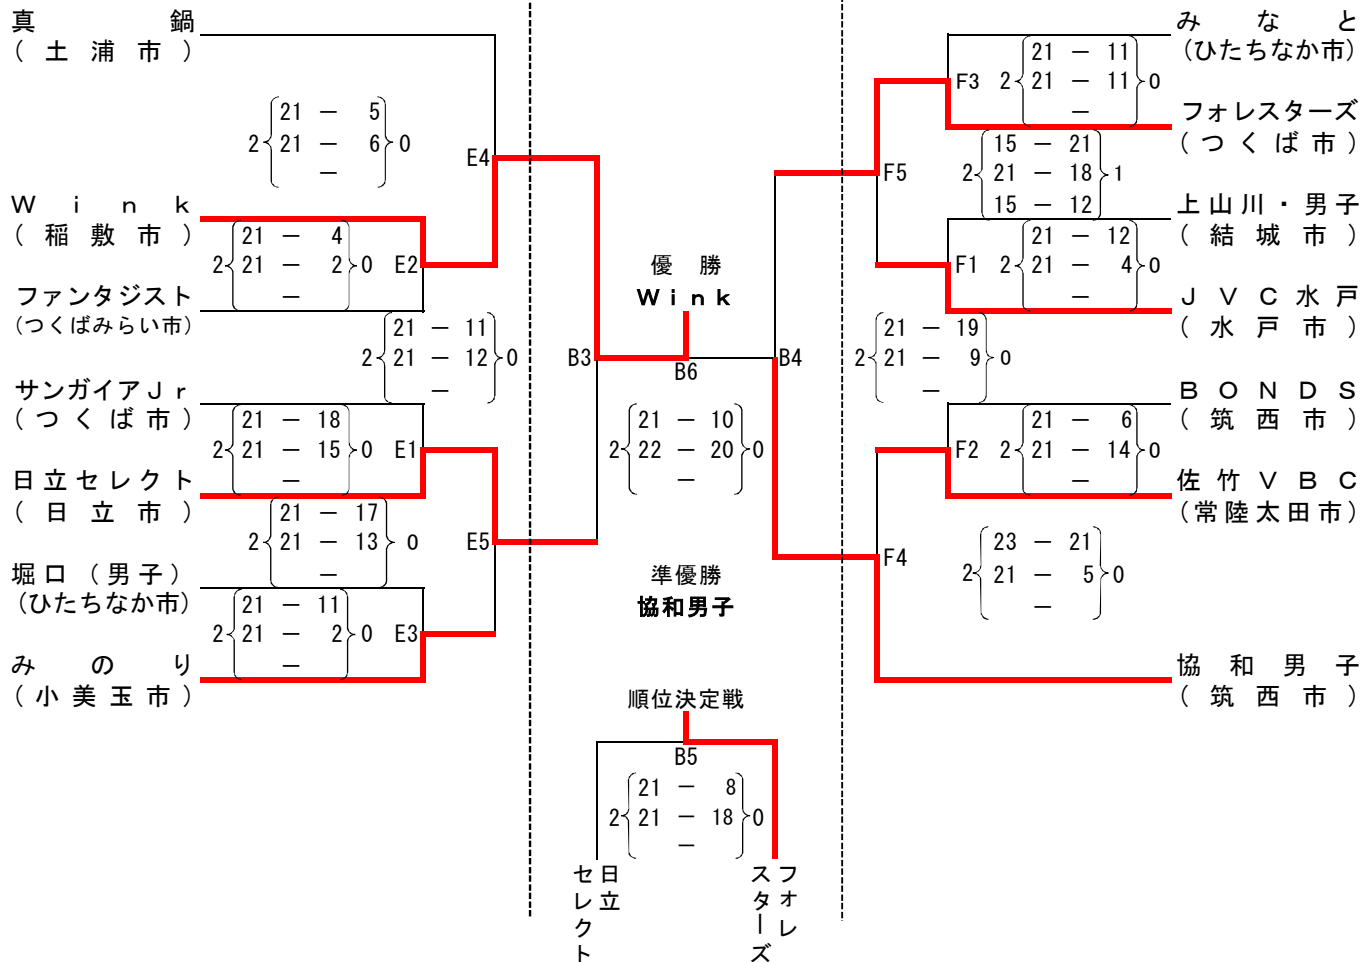 真鍋
(土浦市)
21 － 5
2 21 － 6 0
－
E4
Wink
(稲敷市)
21 － 4
2 21 － 2 0 E2
－
ファンタジスト
(つくばみらい市)
21 － 11
2 21 － 12 0
－
サンガイアJr
(つくば市)
21 － 18
2 21 － 15 0 E1
－
日立セレクト
(日立市)
21 － 17
2 21 － 13 0
－
E5
堀口(男子)
(ひたちなか市)
21 － 11
2 21 － 2 0 E3
－
みのり
(小美玉市)
優勝
Wink
B3
B6
B4
21 － 10
2 22 － 20 0
－
準優勝
協和男子
順位決定戦
B5
21 － 8
2 21 － 18 0
－
日立セレクト
フォレスターズ
みなと
(ひたちなか市)
21 － 11
F3 2 21 － 11 0
－
フォレスターズ
(つくば市)
F5
15 － 21
2 21 － 18 1
15 － 12
上山川・男子
(結城市)
21 － 12
F1 2 21 － 4 0
－
JVC水戸
(水戸市)
21 － 19
2 21 － 9 0
－
BONDS
(筑西市)
21 － 6
F2 2 21 － 14 0
－
佐竹VBC
(常陸太田市)
F4
23 － 21
2 21 － 5 0
－
協和男子
(筑西市)